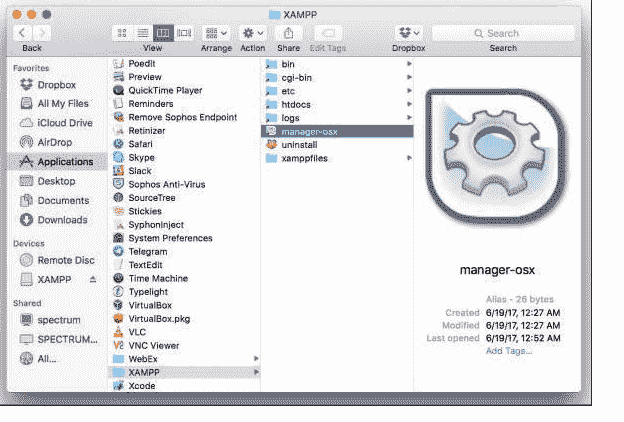 XAMPP
Back
View
Arrange
Action
Share
Edit Tags
Dropbox
Search
Search
Favorites
Dropbox
All My Files
iCloud Drive
AirDrop
Applications
Desktop
Documents
Downloads
Devices
Remote Disc
XAMPP
Shared
spectrum
SPECTRUM...
All...
Poedit
Preview
QuickTime Player
Reminders
Remove Sophos Endpoint
Retinizer
Safari
Skype
Slack
Sophos Anti-Virus
SourceTree
Stickies
SyphonInject
System Preferences
Telegram
TextEdit
Time Machine
Typelight
VirtualBox
VirtualBox.pkg
VLC
VNC Viewer
WebEx
XAMPP
Xcode
bin
cgi-bin
etc
htdocs
logs
manager-osx
uninstall
xamppfiles
manager-osx
Alias - 26 bytes
Created 6/19/17, 12:27 AM
Modified 6/19/17, 12:27 AM
Last opened 6/19/17, 12:52 AM
Add Tags...